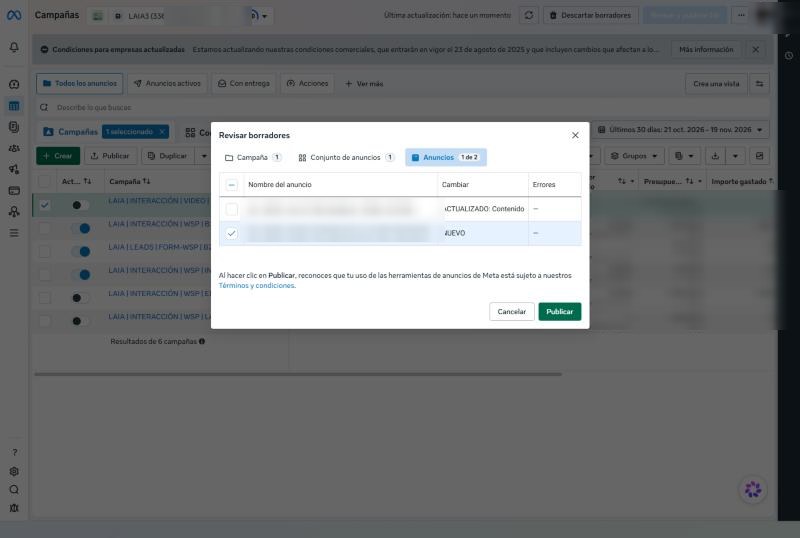 Campañas
LAIA3 (33
Última actualización: hace un momento
Descartar borradores
Condiciones para empresas actualizadas
Estamos actualizando nuestras condiciones comerciales, que entrarán en vigor el 23 de agosto de 2025 y que incluyen cambios que afectan a lo...
Más información
Todos los anuncios
Anuncios activos
Con entrega
Acciones
+ Ver más
Crea una vista
Describe lo que buscas
Campañas
1 seleccionado
Co
Últimos 30 días: 21 oct. 2026 - 19 nov. 2026
+ Crear
Publicar
Duplicar
Grupos
Act...
Campaña
Presupue...
Importe gastado
LAIA | INTERACCIÓN | VIDEO |
LAIA | INTERACCIÓN | WSP | B
LAIA | LEADS | FORM-WSP | B2
LAIA | INTERACCIÓN | WSP | IN
LAIA | INTERACCIÓN | WSP | E
LAIA | INTERACCIÓN | WSP | LA
Resultados de 6 campañas
Revisar borradores
Campaña 1
Conjunto de anuncios 1
Anuncios 1 de 2
Nombre del anuncio
Cambiar
Errores
ACTUALIZADO: Contenido
—
NUEVO
—
Al hacer clic en Publicar, reconoces que tu uso de las herramientas de anuncios de Meta está sujeto a nuestros
Términos y condiciones.
Cancelar
Publicar